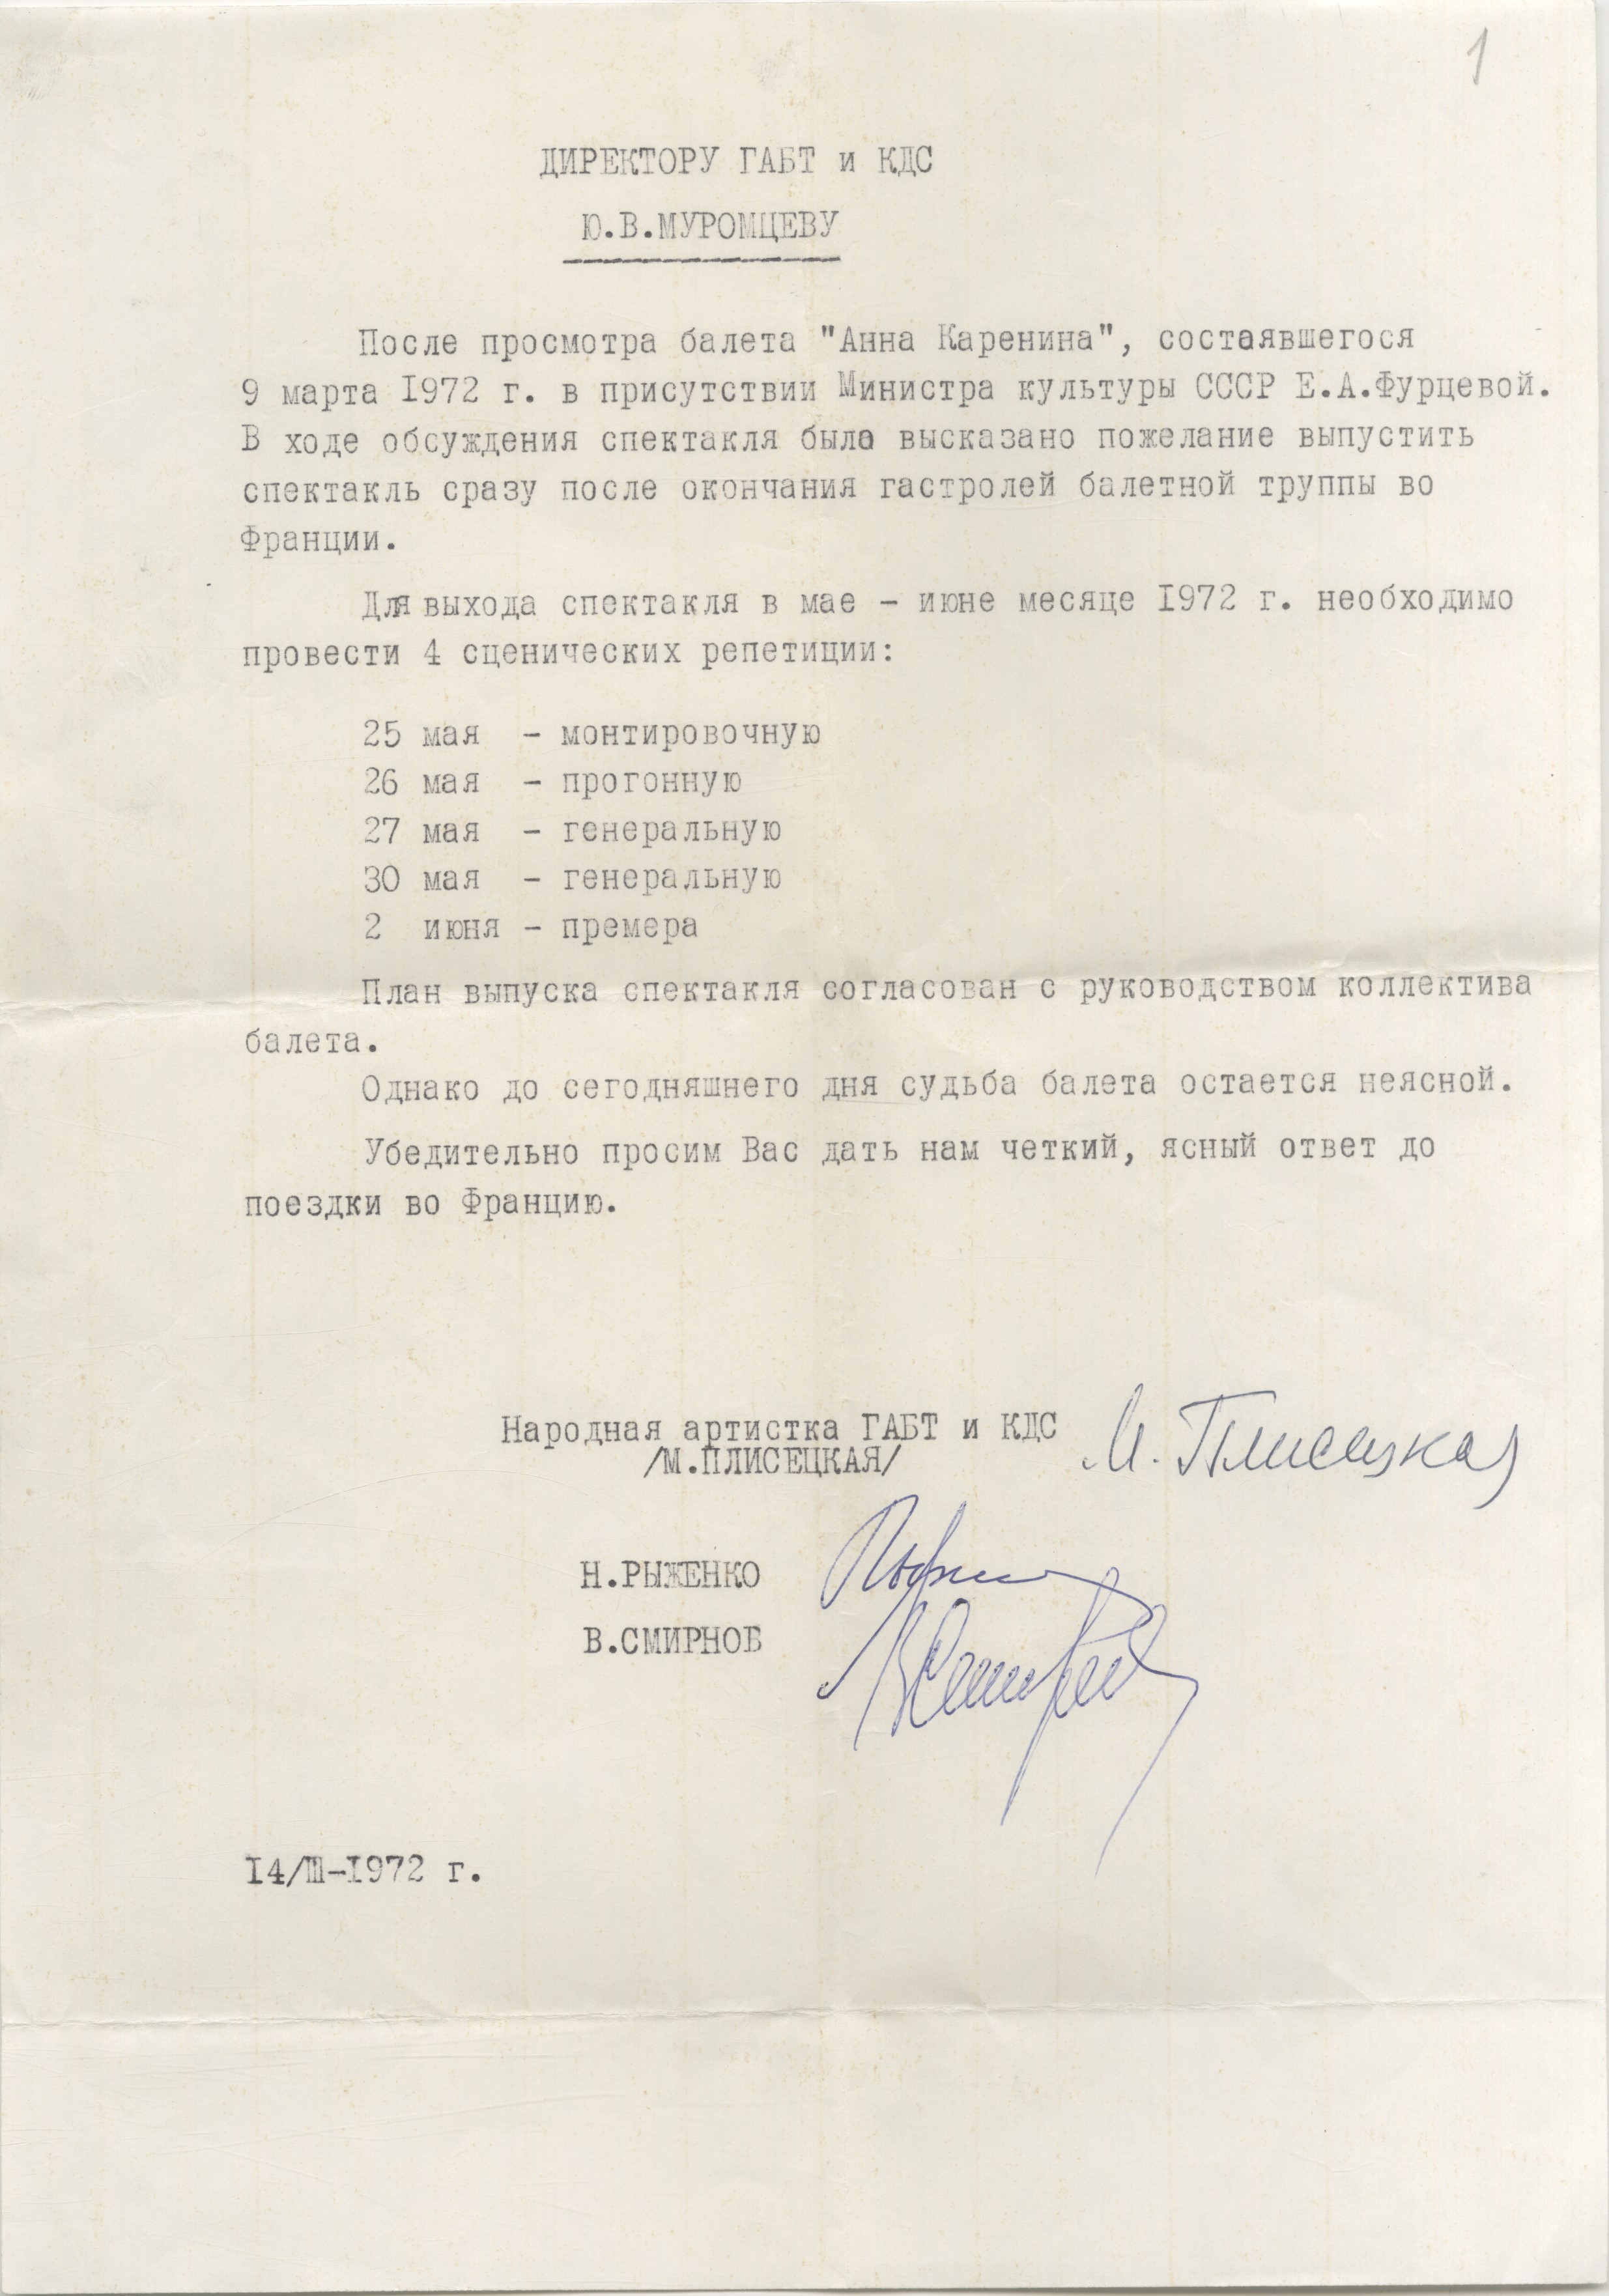 1
ДИРЕКТОРУ ГАБТ и КДС
Ю.В.МУРОМЦЕВУ
После просмотра балета "Анна Каренина", состоявшегося
9 марта 1972 г. в присутствии Министра культуры СССР Е.А.Фурцевой.
В ходе обсуждения спектакля было высказано пожелание выпустить
спектакль сразу после окончания гастролей балетной труппы во
Франции.
Для выхода спектакля в мае - июне месяце 1972 г. необходимо
провести 4 сценических репетиции:
25 мая - монтировочную
26 мая - прогонную
27 мая - генеральную
30 мая - генеральную
2 июня - премера
План выпуска спектакля согласован с руководством коллектива
балета.
Однако до сегодняшнего дня судьба балета остается неясной.
Убедительно просим Вас дать нам четкий, ясный ответ до
поездки во Францию.
Народная артистка ГАБТ и КДС М. Плисецкая
/М.ПЛИСЕЦКАЯ/
Н.РЫЖЕНКО
В.СМИРНОВ
14/III-1972 г.